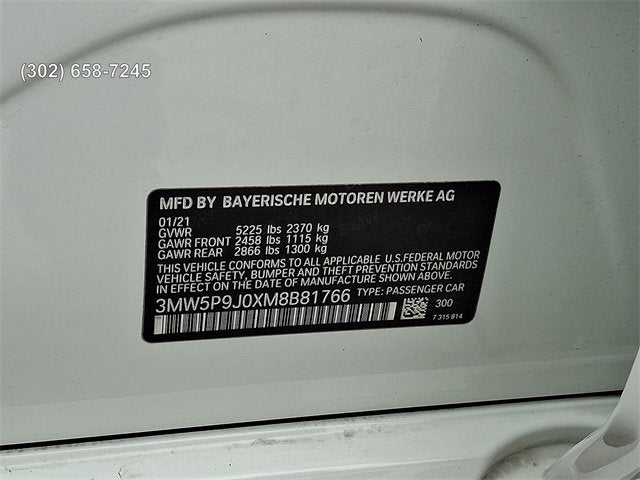 (302) 658-7245
MFD BY BAYERISCHE MOTOREN WERKE AG
01/21
GVWR 5225 lbs 2370 kg
GAWR FRONT 2458 lbs 1115 kg
GAWR REAR 2866 lbs 1300 kg
THIS VEHICLE CONFORMS TO ALL APPLICABLE U.S.FEDERAL MOTOR
VEHICLE SAFETY, BUMPER AND THEFT PREVENTION STANDARDS
IN EFFECT ON THE DATE OF MANUFACTURE SHOWN ABOVE.
3MW5P9J0XM8B81766 TYPE: PASSENGER CAR
300
7 315 814